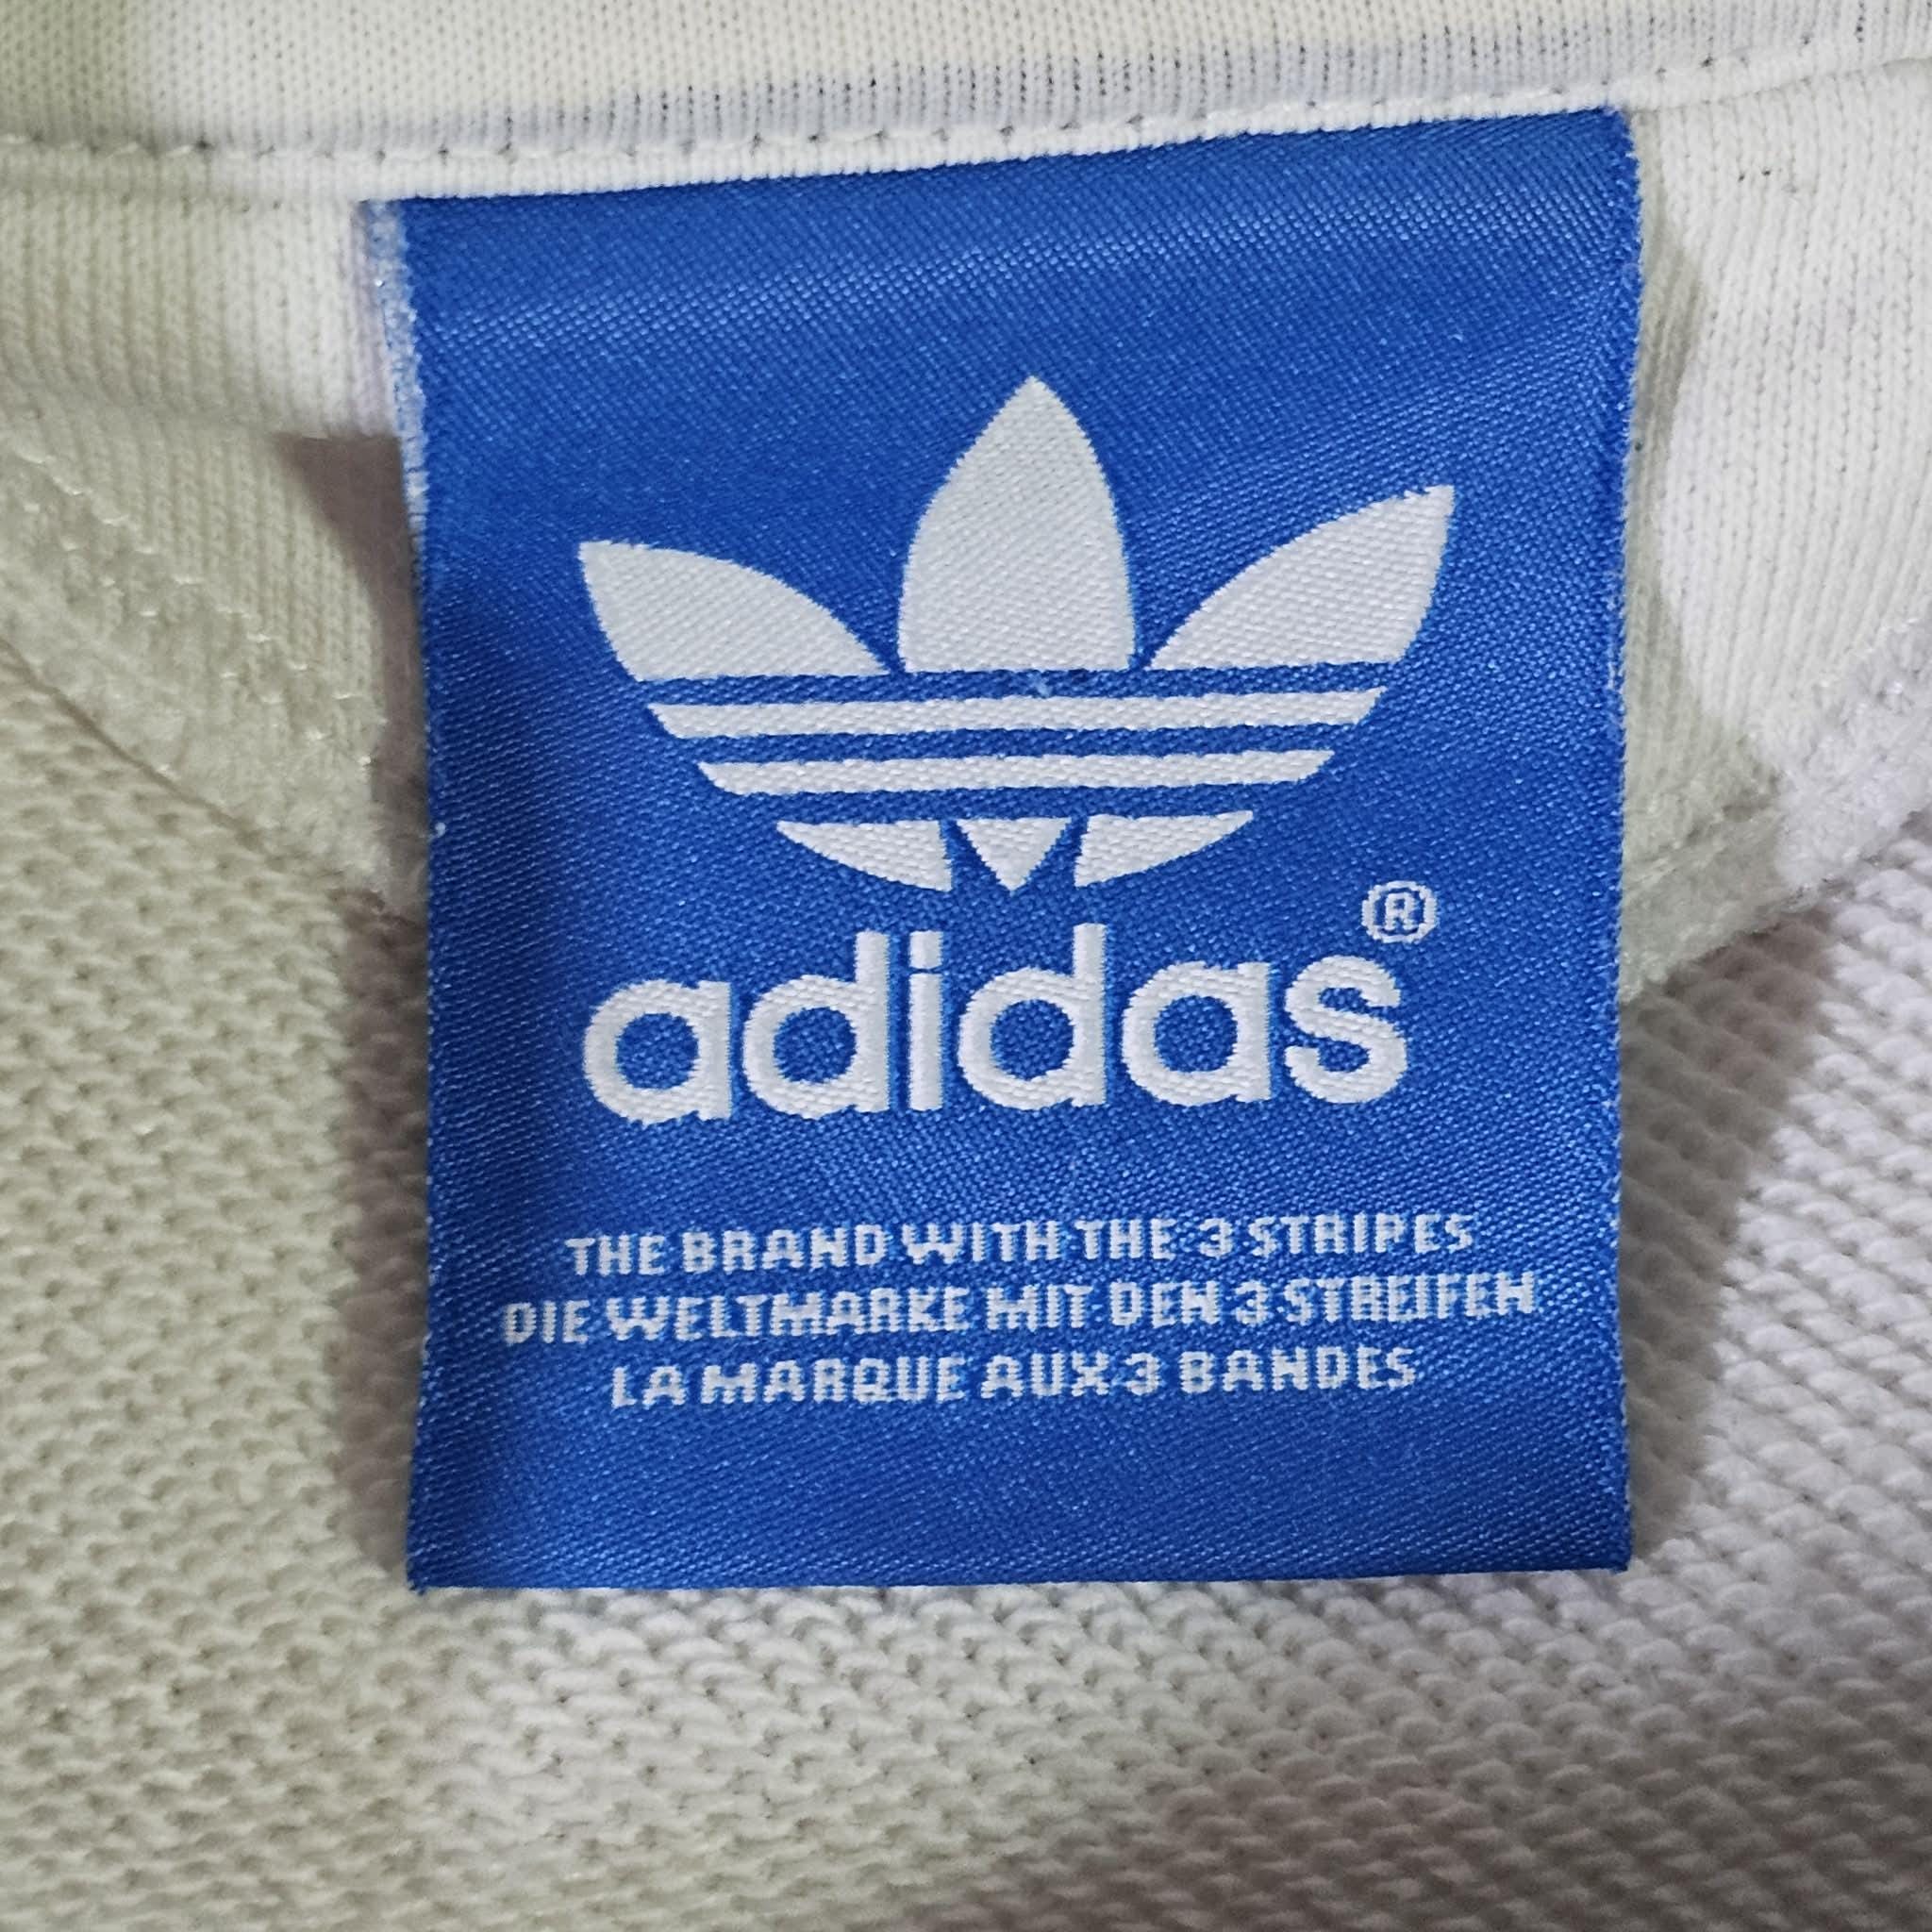 adidas®
THE BRAND WITH THE 3 STRIPES
DIE WELTMARKE MIT DEN 3 STREIFEN
LA MARQUE AUX 3 BANDES